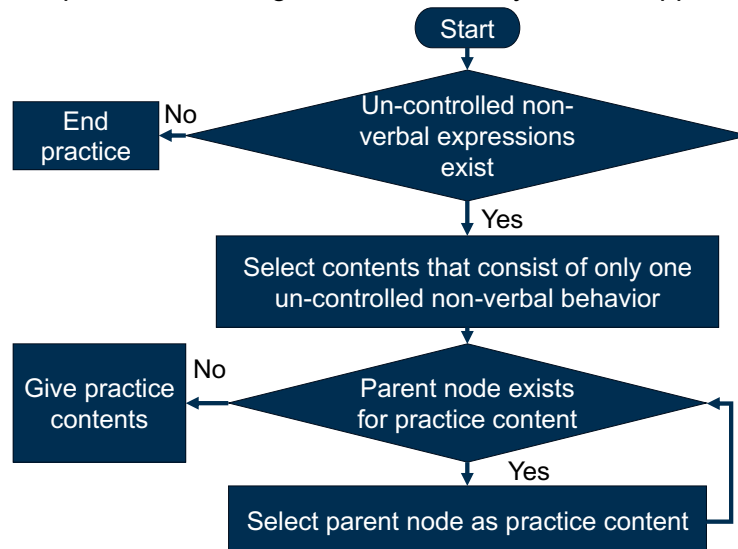 Start
Un-controlled non-
verbal expressions
exist
No
End
practice
Yes
Select contents that consist of only one
un-controlled non-verbal behavior
No
Give practice
contents
Parent node exists
for practice content
Yes
Select parent node as practice content